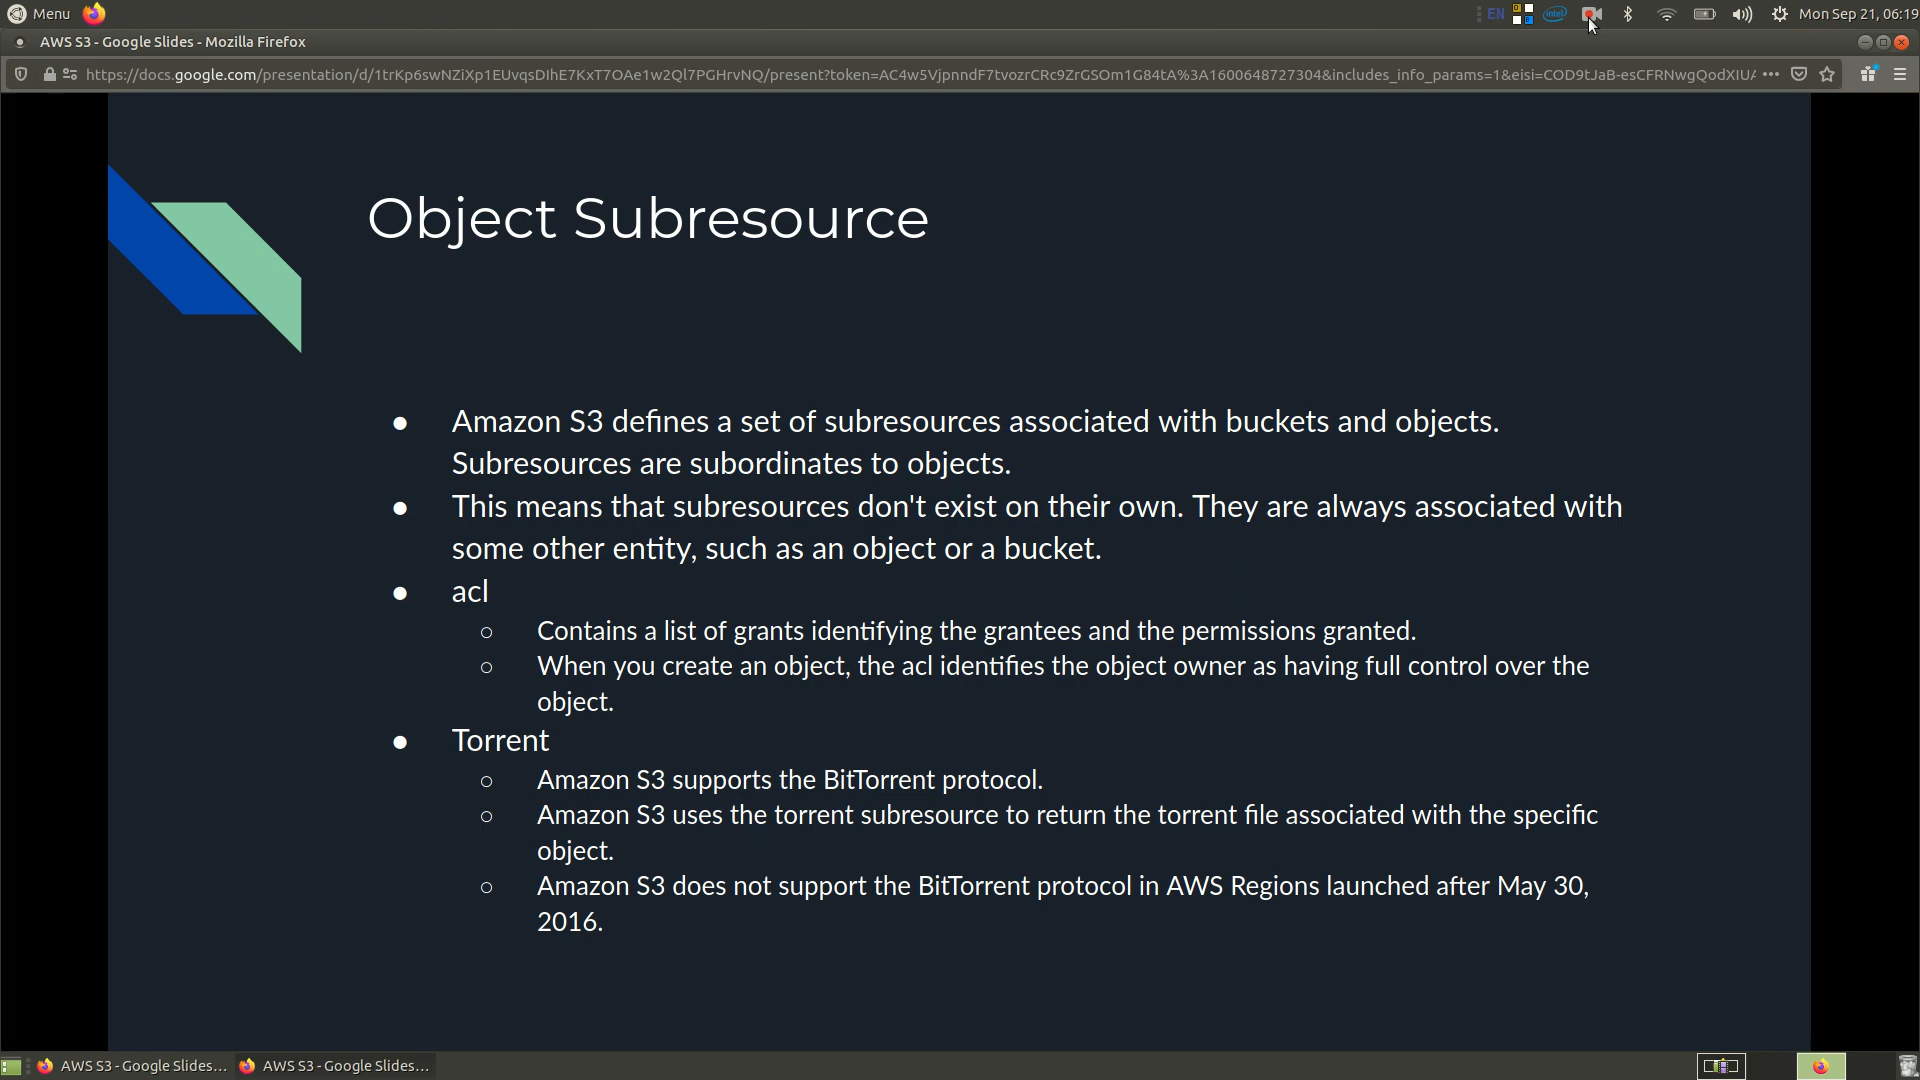 Menu
EN
intel
Mon Sep 21, 06:19
AWS S3 - Google Slides - Mozilla Firefox
https://docs.google.com/presentation/d/1trKp6swNZiXp1EUvqsDIhE7KxT7OAe1w2Ql7PGHrvNQ/present?token=AC4w5VjpnndF7tvozrCRc9ZrGSOm1G84tA%3A1600648727304&includes_info_params=1&eisi=COD9tJaB-esCFRNwgQodXIUA
Object Subresource
● Amazon S3 defines a set of subresources associated with buckets and objects.
Subresources are subordinates to objects.
● This means that subresources don't exist on their own. They are always associated with
some other entity, such as an object or a bucket.
● acl
○ Contains a list of grants identifying the grantees and the permissions granted.
○ When you create an object, the acl identifies the object owner as having full control over the
object.
● Torrent
○ Amazon S3 supports the BitTorrent protocol.
○ Amazon S3 uses the torrent subresource to return the torrent file associated with the specific
object.
○ Amazon S3 does not support the BitTorrent protocol in AWS Regions launched after May 30,
2016.
AWS S3 - Google Slides...
AWS S3 - Google Slides...